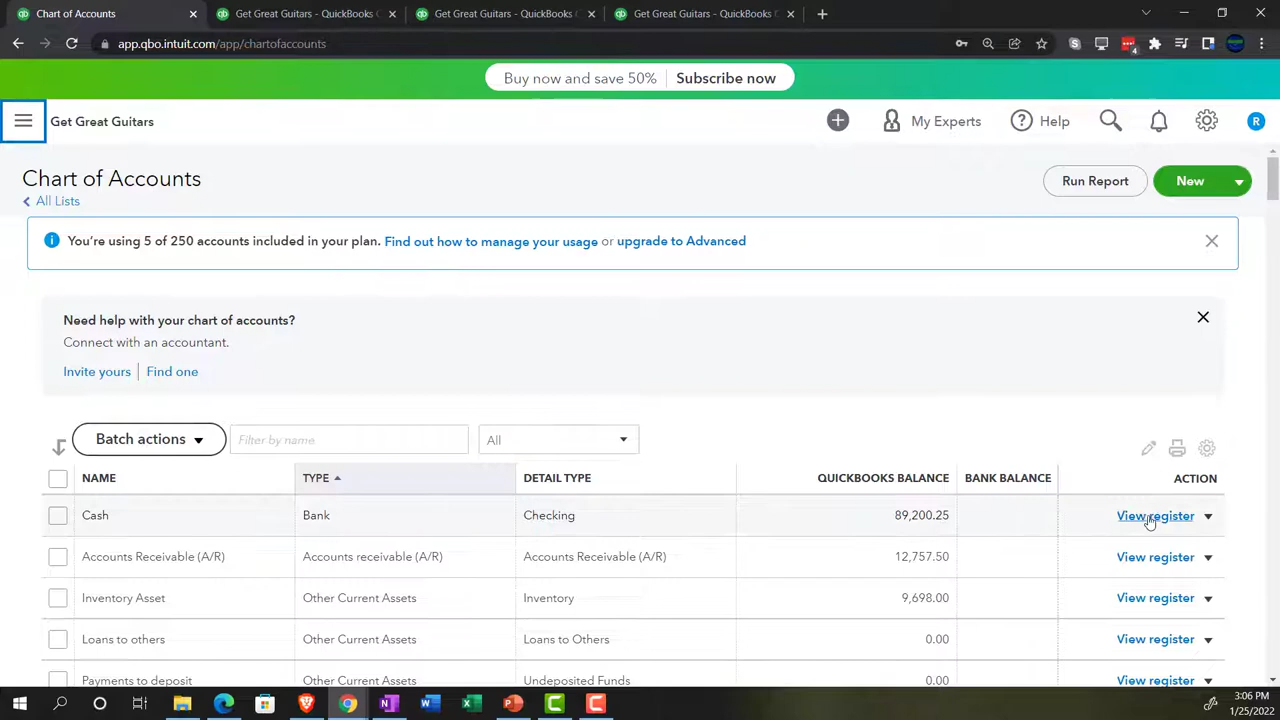 Chart of Accounts
Get Great Guitars - QuickBooks
Get Great Guitars - QuickBooks
Get Great Guitars - QuickBooks
app.qbo.intuit.com/app/chartofaccounts
Buy now and save 50% Subscribe now
Get Great Guitars My Experts Help R
Chart of Accounts
All Lists
Run Report New
You're using 5 of 250 accounts included in your plan. Find out how to manage your usage or upgrade to Advanced
Need help with your chart of accounts?
Connect with an accountant.
Invite yours Find one
Batch actions Filter by name All
NAME TYPE DETAIL TYPE QUICKBOOKS BALANCE BANK BALANCE ACTION
Cash Bank Checking 89,200.25 View register
Accounts Receivable (A/R) Accounts receivable (A/R) Accounts Receivable (A/R) 12,757.50 View register
Inventory Asset Other Current Assets Inventory 9,698.00 View register
Loans to others Other Current Assets Loans to Others 0.00 View register
Payments to deposit Other Current Assets Undeposited Funds 0.00 View register
3:06 PM
1/25/2022